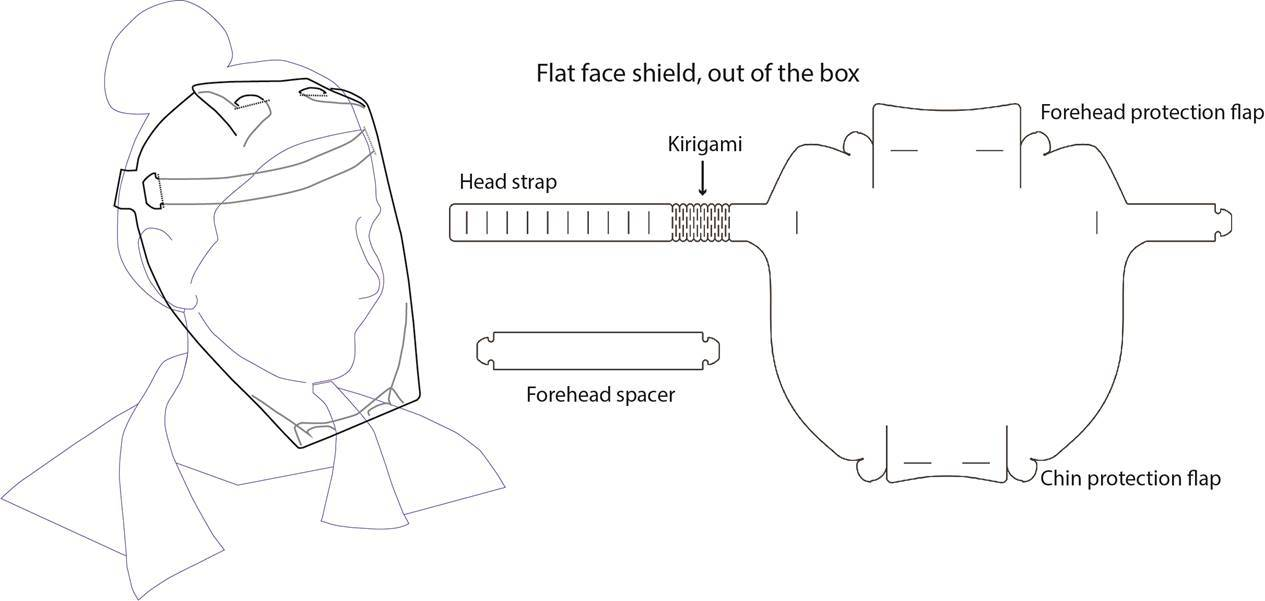 Flat face shield, out of the box
Forehead protection flap
Kirigami
Head strap
Forehead spacer
Chin protection flap